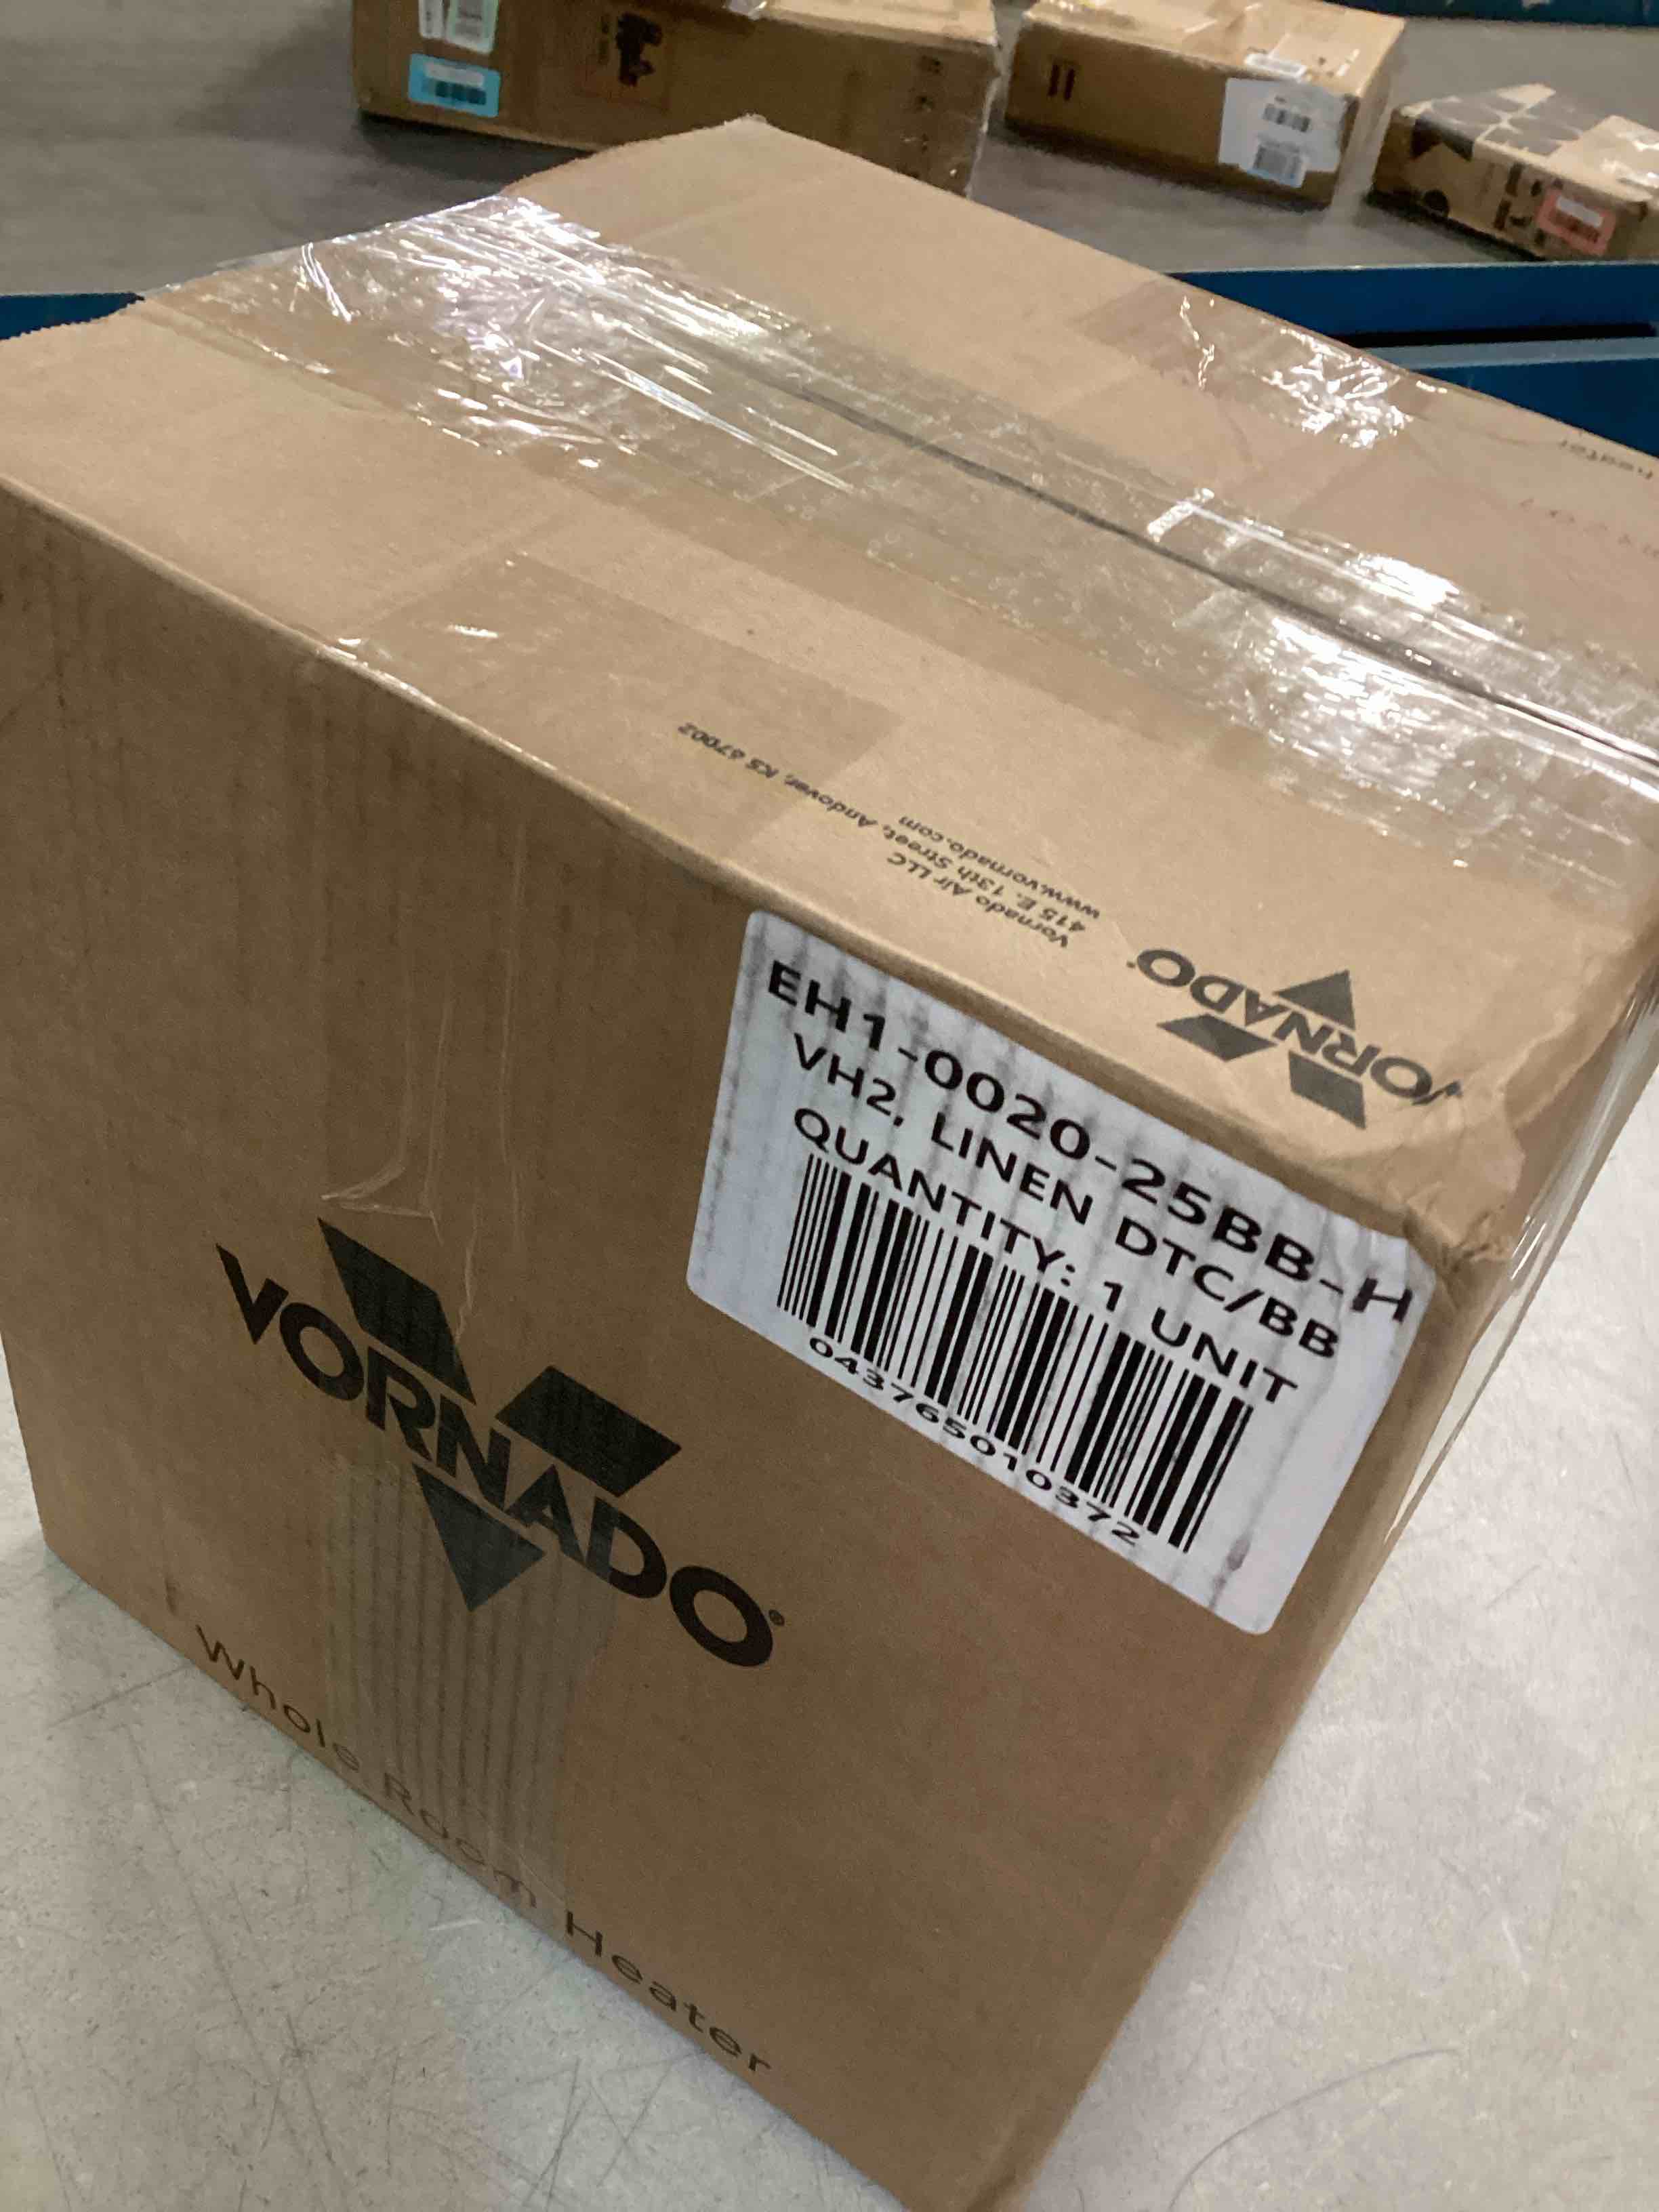 heater
Vornado Air LLC
415 E. 13th Street, Andover, KS 67002
www.vornado.com
VORNADO
EH1-0020-25BB-H
VH2, LINEN DTC/BB
QUANTITY: 1 UNIT
043765010372
VORNADO®
Whole Room Heater